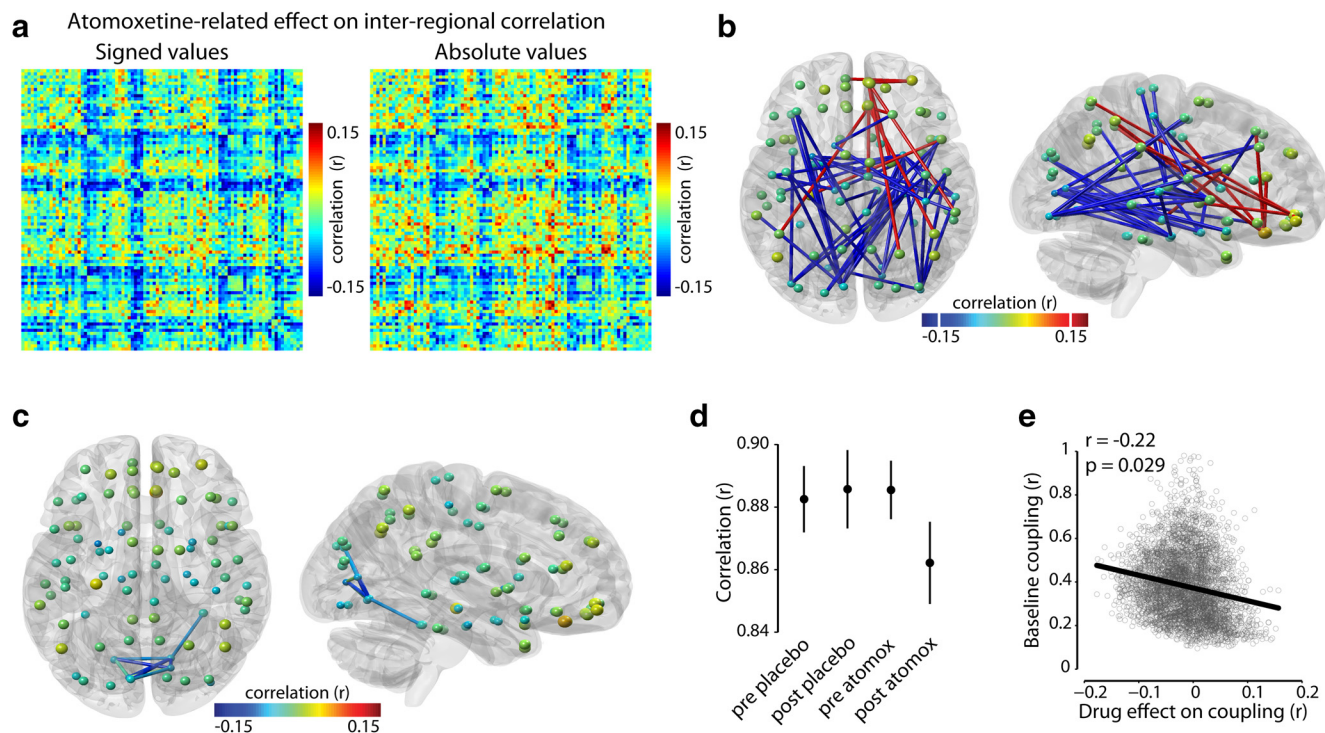 a
Atomoxetine-related effect on inter-regional correlation
Signed values
Absolute values
0.15
correlation (r)
-0.15
0.15
correlation (r)
-0.15
b
correlation (r)
-0.15
0.15
c
correlation (r)
-0.15
0.15
d
Correlation (r)
0.90
0.88
0.86
0.84
pre placebo
post placebo
pre atomox
post atomox
e
r = -0.22
p = 0.029
Baseline coupling (r)
1
0.8
0.6
0.4
0.2
0
−0.2
−0.1
0
0.1
0.2
Drug effect on coupling (r)